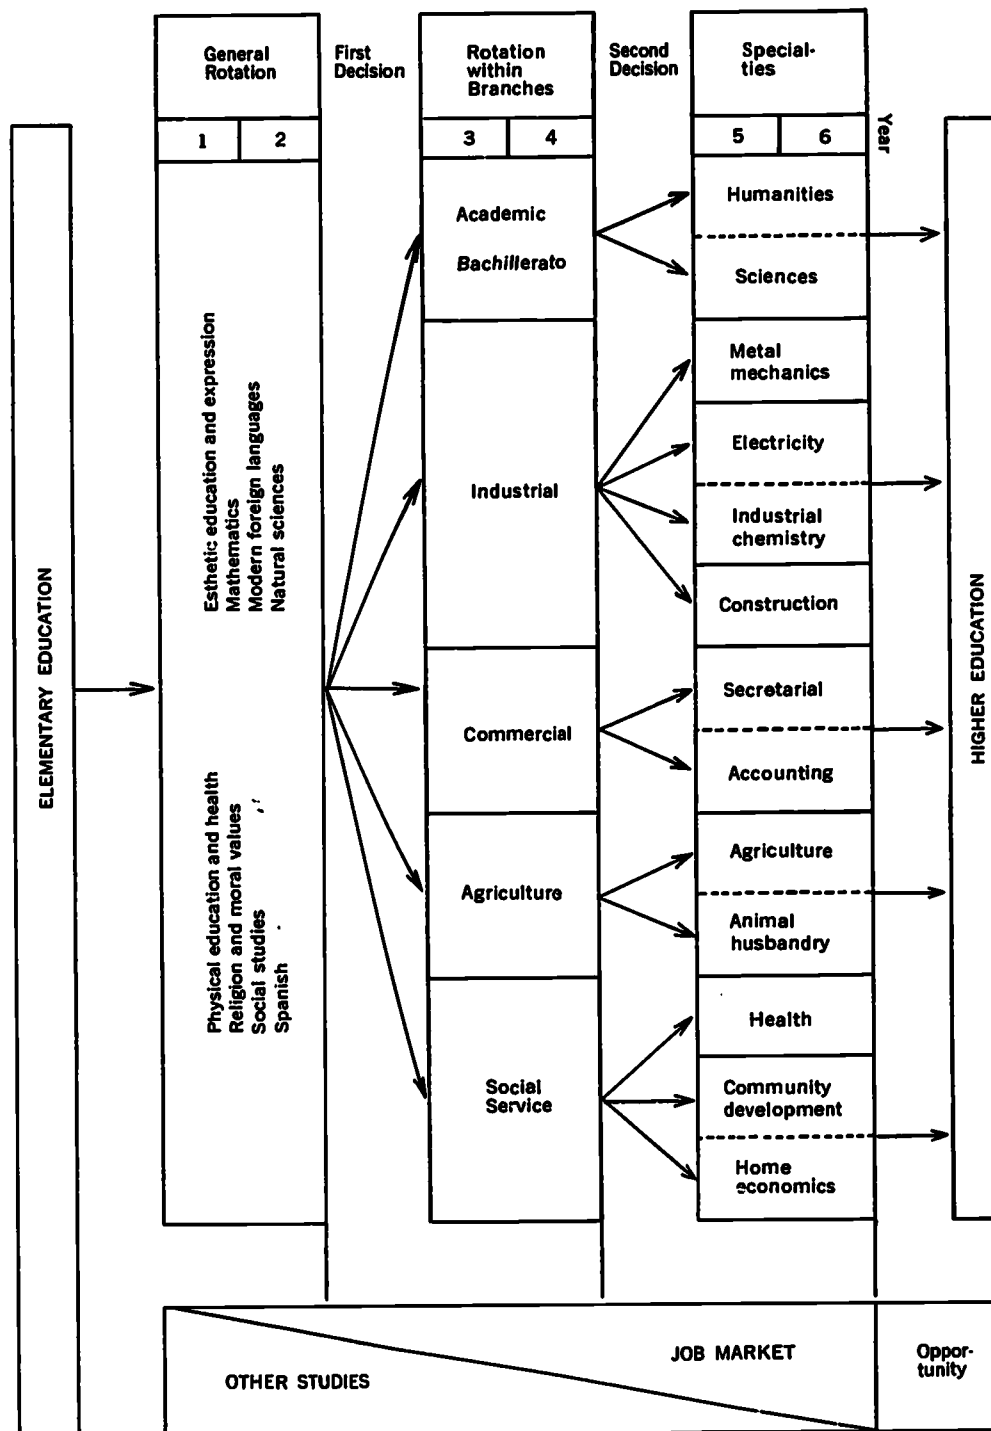 General
Rotation
First
Decision
Rotation
within
Branches
Second
Decision
Special-
ties
1
2
3
4
5
6
Year
ELEMENTARY EDUCATION
Esthetic education and expression
Mathematics
Modern foreign languages
Natural sciences
Physical education and health
Religion and moral values
Social studies
Spanish
Academic
Bachillerato
Industrial
Commercial
Agriculture
Social
Service
Humanities
Sciences
Metal
mechanics
Electricity
Industrial
chemistry
Construction
Secretarial
Accounting
Agriculture
Animal
husbandry
Health
Community
development
Home
economics
HIGHER EDUCATION
OTHER STUDIES
JOB MARKET
Oppor-
tunity